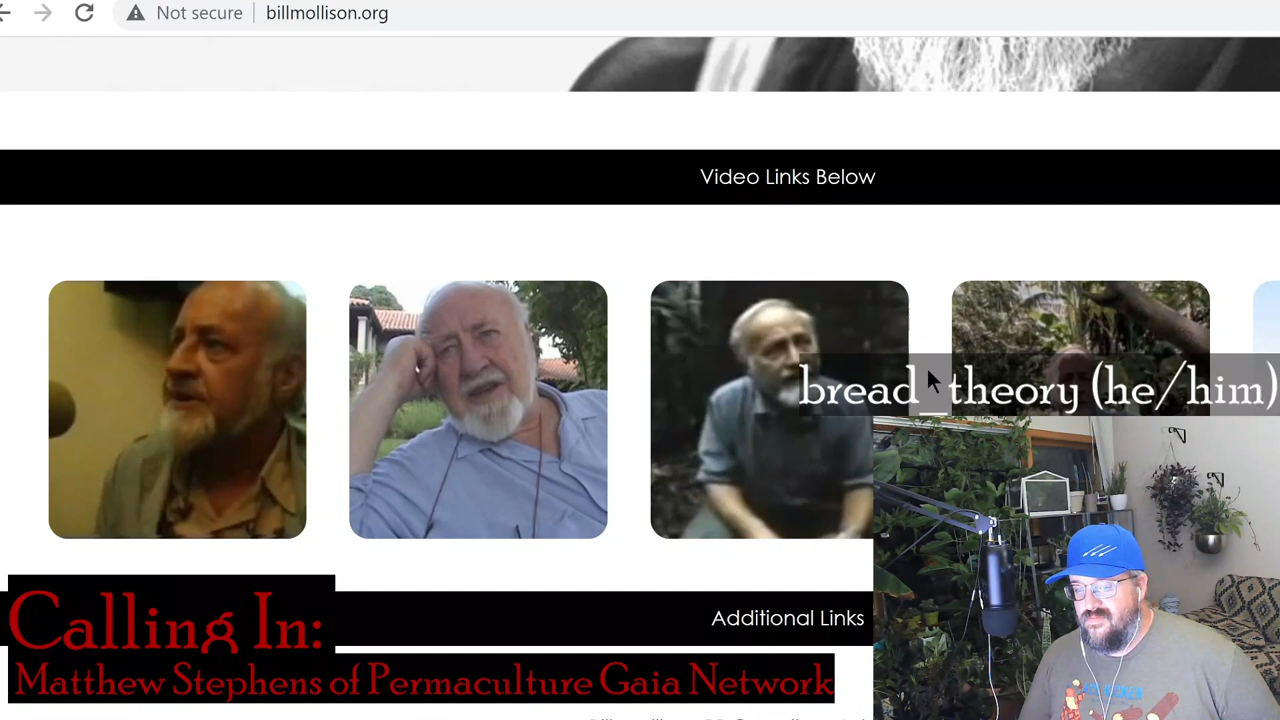 Not secure
billmollison.org
Video Links Below
bread_theory (he/him)
Additional Links
Calling In:
Matthew Stephens of Permaculture Gaia Network